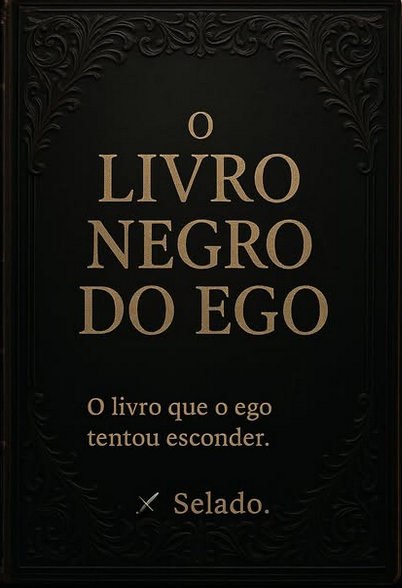 O
LIVRO
NEGRO
DO EGO
O livro que o ego
tentou esconder.
Selado.